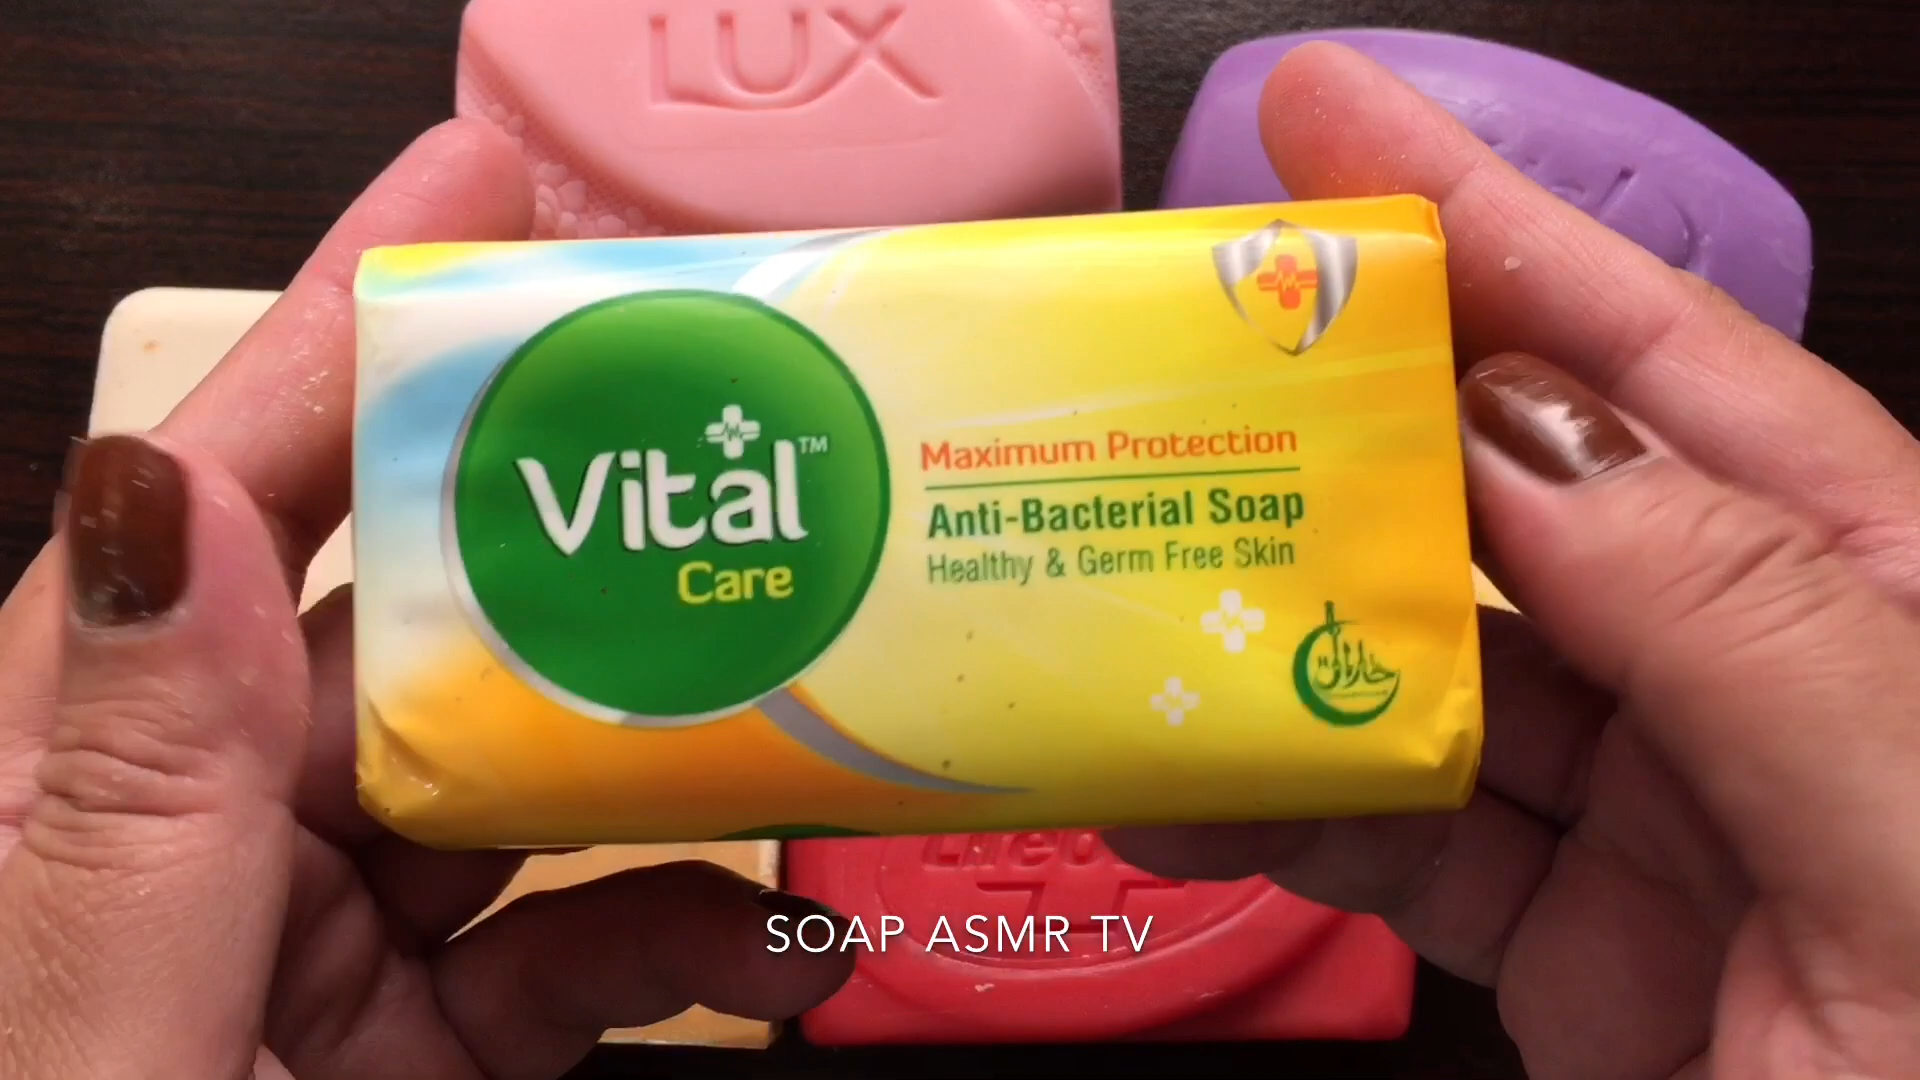 LUX
Vital™
Care
Maximum Protection
Anti-Bacterial Soap
Healthy & Germ Free Skin
SOAP ASMR TV